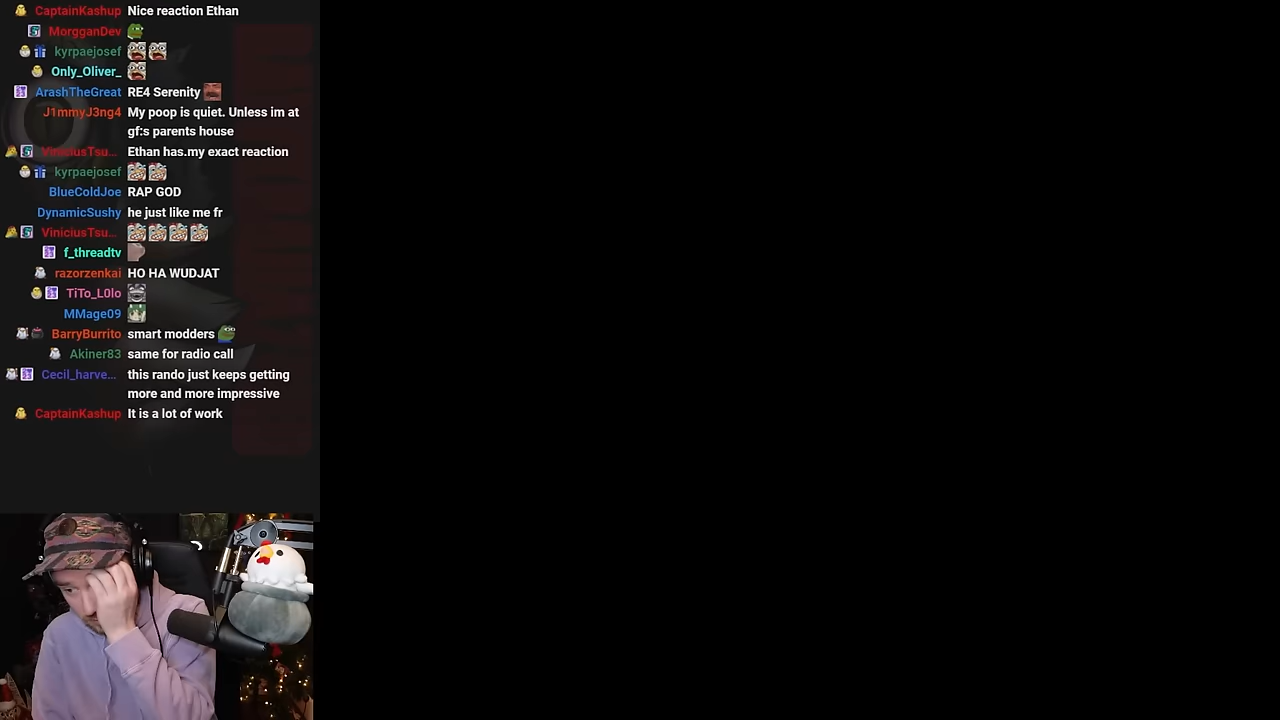 CaptainKashup Nice reaction Ethan
MorgganDev
kyrpaejosef
Only_Oliver_
ArashTheGreat RE4 Serenity
J1mmyJ3ng4 My poop is quiet. Unless im at
gf:s parents house
ViniciusTsu... Ethan has.my exact reaction
kyrpaejosef
BlueColdJoe RAP GOD
DynamicSushy he just like me fr
ViniciusTsu...
f_threadtv
razorzenkai HO HA WUDJAT
TiTo_L0lo
MMage09
BarryBurrito smart modders
Akiner83 same for radio call
Cecil_harve... this rando just keeps getting
more and more impressive
CaptainKashup It is a lot of work